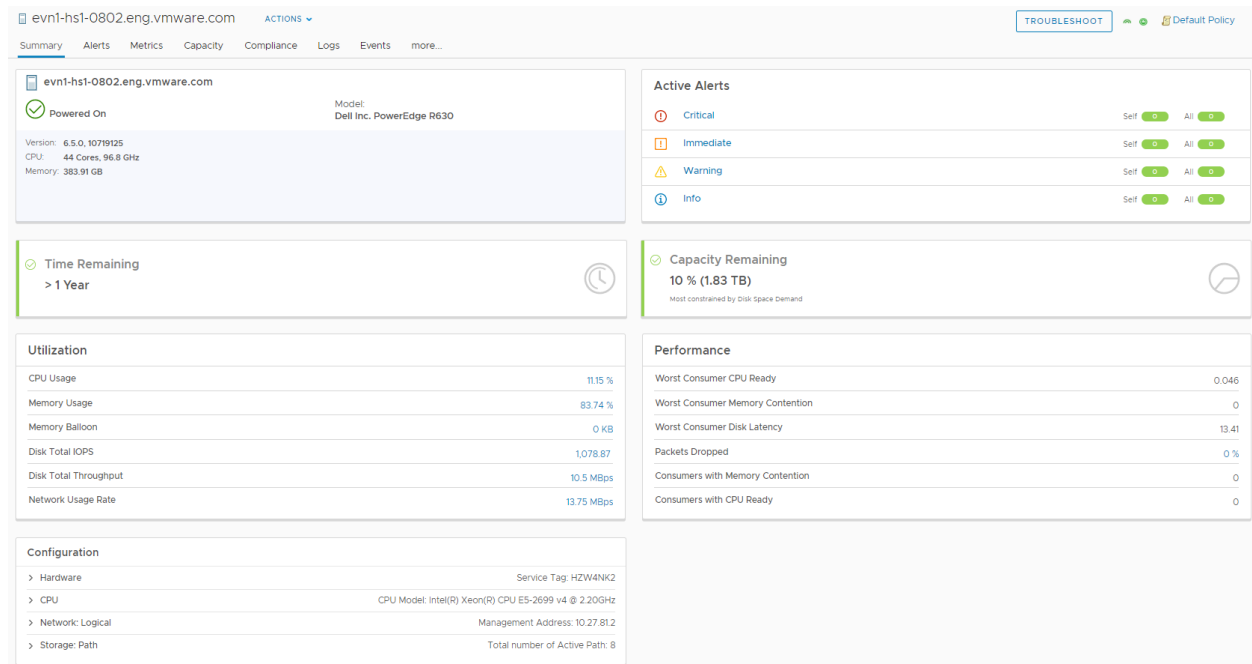 evn1-hs1-0802.eng.vmware.com ACTIONS TROUBLESHOOT Default Policy
Summary Alerts Metrics Capacity Compliance Logs Events more...
evn1-hs1-0802.eng.vmware.com
Powered On
Model:
Dell Inc. PowerEdge R630
Version: 6.5.0, 10719125
CPU: 44 Cores, 96.8 GHz
Memory: 383.91 GB
Active Alerts
Critical Self 0 All 0
Immediate Self 0 All 0
Warning Self 0 All 0
Info Self 0 All 0
Time Remaining
> 1 Year
Capacity Remaining
10 % (1.83 TB)
Most constrained by Disk Space Demand
Utilization
CPU Usage 11.15 %
Memory Usage 83.74 %
Memory Balloon 0 KB
Disk Total IOPS 1,078.87
Disk Total Throughput 10.5 MBps
Network Usage Rate 13.75 MBps
Performance
Worst Consumer CPU Ready 0.046
Worst Consumer Memory Contention 0
Worst Consumer Disk Latency 13.41
Packets Dropped 0 %
Consumers with Memory Contention 0
Consumers with CPU Ready 0
Configuration
Hardware Service Tag: HZW4NK2
CPU CPU Model: Intel(R) Xeon(R) CPU E5-2699 v4 @ 2.20GHz
Network: Logical Management Address: 10.27.81.2
Storage: Path Total number of Active Path: 8